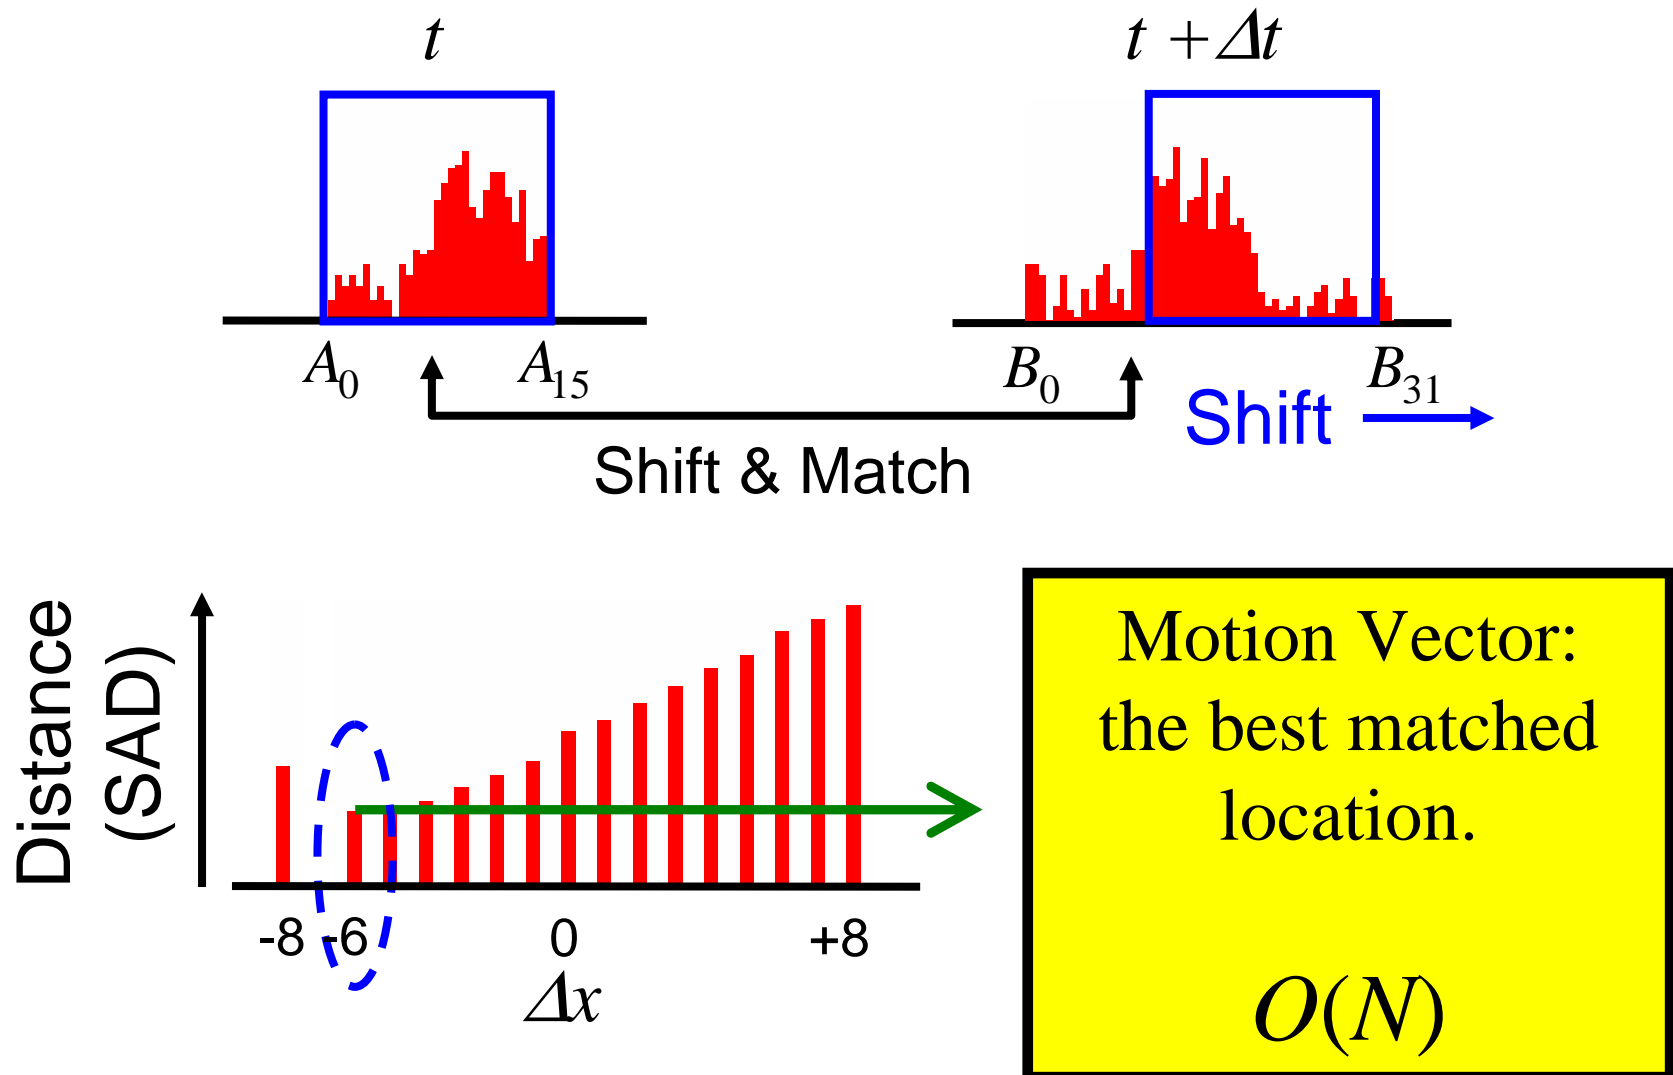 t
t + Δt
A0
A15
B0
B31
Shift
Shift & Match
Distance
(SAD)
-8
-6
0
+8
Δx
Motion Vector:
the best matched
location.
O(N)